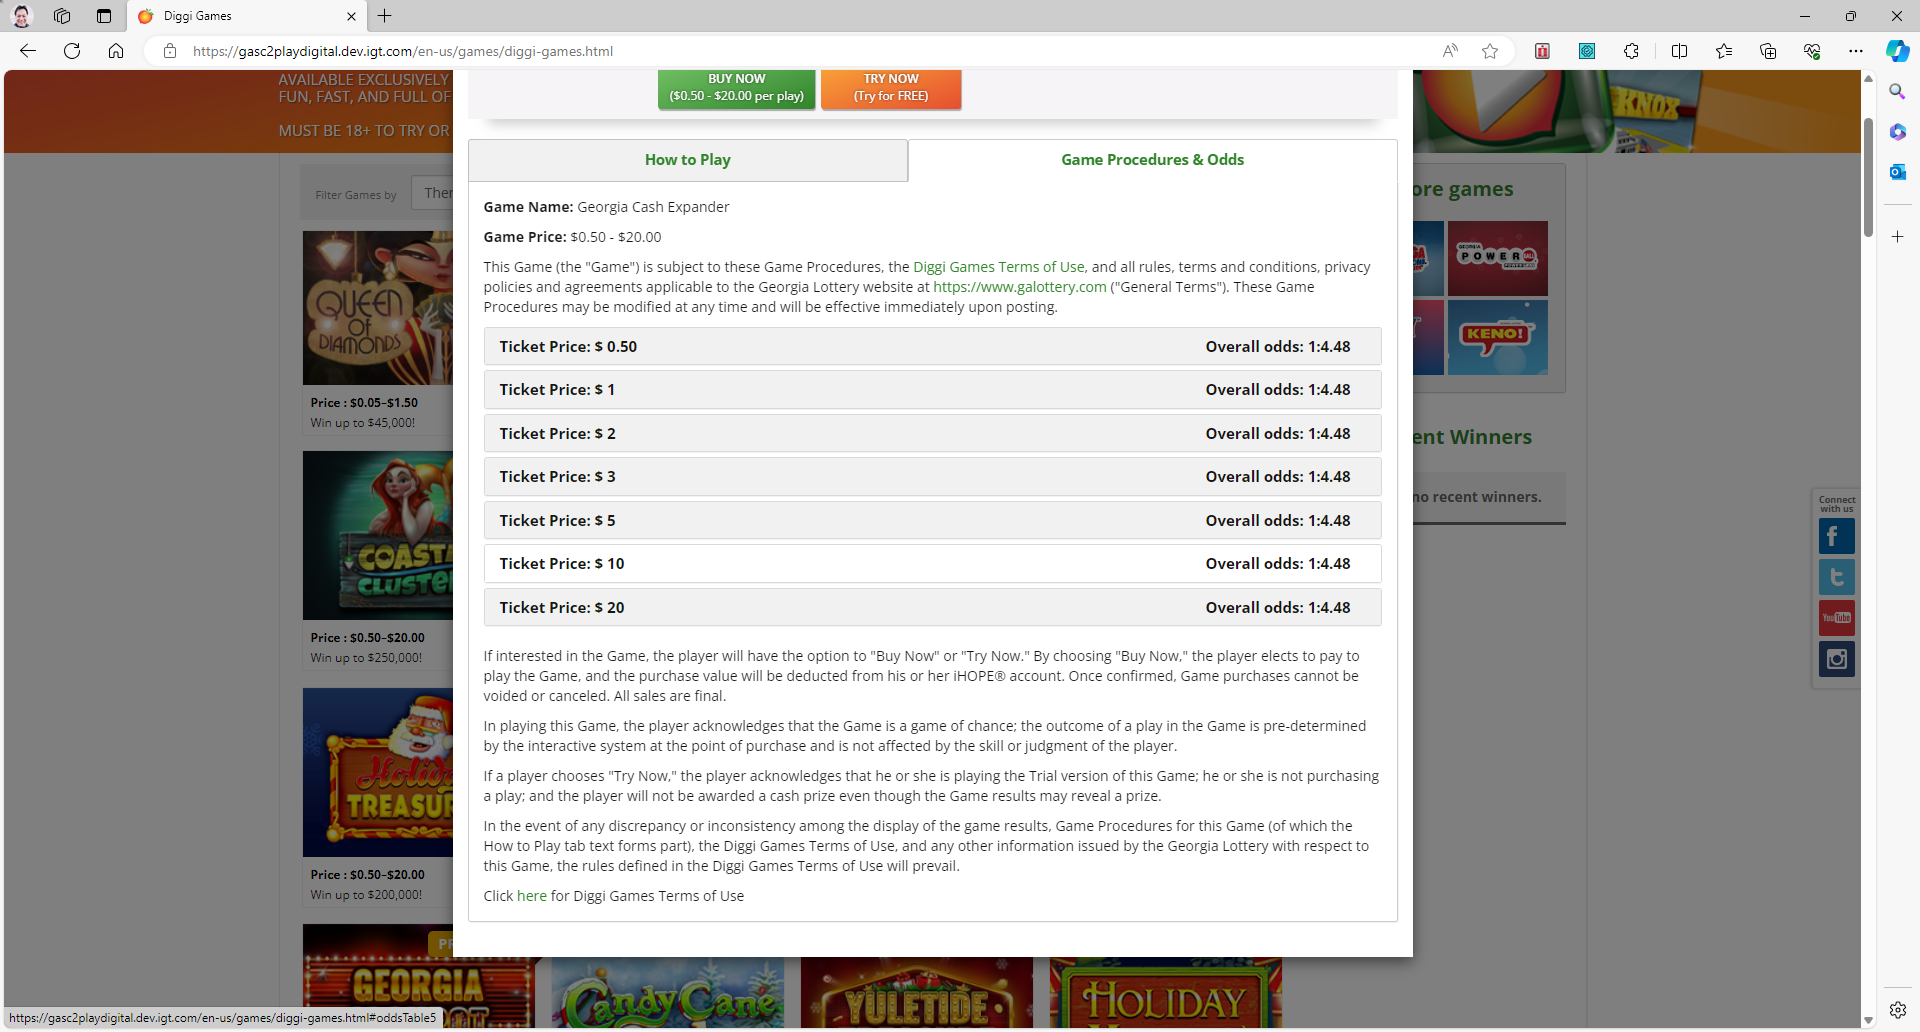 Diggi Games
https://gasc2playdigital.dev.igt.com/en-us/games/diggi-games.html
AVAILABLE EXCLUSIVELY
FUN, FAST, AND FULL OF
MUST BE 18+ TO TRY OR
BUY NOW
($0.50 - $20.00 per play)
TRY NOW
(Try for FREE)
KNOX
Filter Games by
How to Play
Game Procedures & Odds
Game Name: Georgia Cash Expander
Game Price: $0.50 - $20.00
This Game (the "Game") is subject to these Game Procedures, the Diggi Games Terms of Use, and all rules, terms and conditions, privacy
policies and agreements applicable to the Georgia Lottery website at https://www.galottery.com ("General Terms"). These Game
Procedures may be modified at any time and will be effective immediately upon posting.
Ticket Price: $ 0.50 Overall odds: 1:4.48
Ticket Price: $ 1 Overall odds: 1:4.48
Ticket Price: $ 2 Overall odds: 1:4.48
Ticket Price: $ 3 Overall odds: 1:4.48
Ticket Price: $ 5 Overall odds: 1:4.48
Ticket Price: $ 10 Overall odds: 1:4.48
Ticket Price: $ 20 Overall odds: 1:4.48
If interested in the Game, the player will have the option to "Buy Now" or "Try Now." By choosing "Buy Now," the player elects to pay to
play the Game, and the purchase value will be deducted from his or her iHOPE® account. Once confirmed, Game purchases cannot be
voided or canceled. All sales are final.
In playing this Game, the player acknowledges that the Game is a game of chance; the outcome of a play in the Game is pre-determined
by the interactive system at the point of purchase and is not affected by the skill or judgment of the player.
If a player chooses "Try Now," the player acknowledges that he or she is playing the Trial version of this Game; he or she is not purchasing
a play; and the player will not be awarded a cash prize even though the Game results may reveal a prize.
In the event of any discrepancy or inconsistency among the display of the game results, Game Procedures for this Game (of which the
How to Play tab text forms part), the Diggi Games Terms of Use, and any other information issued by the Georgia Lottery with respect to
this Game, the rules defined in the Diggi Games Terms of Use will prevail.
Click here for Diggi Games Terms of Use
QUEEN
OF
DIAMONDS
Price : $0.05–$1.50
Win up to $45,000!
Price : $0.50–$20.00
Win up to $250,000!
Price : $0.50–$20.00
Win up to $200,000!
GEORGIA
Candy Cane
YULETIDE
HOLIDAY
games
GEORGIA
POWERBALL
KENO!
Winners
no recent winners.
Connect
with us
YouTube
https://gasc2playdigital.dev.igt.com/en-us/games/diggi-games.html#oddsTable5